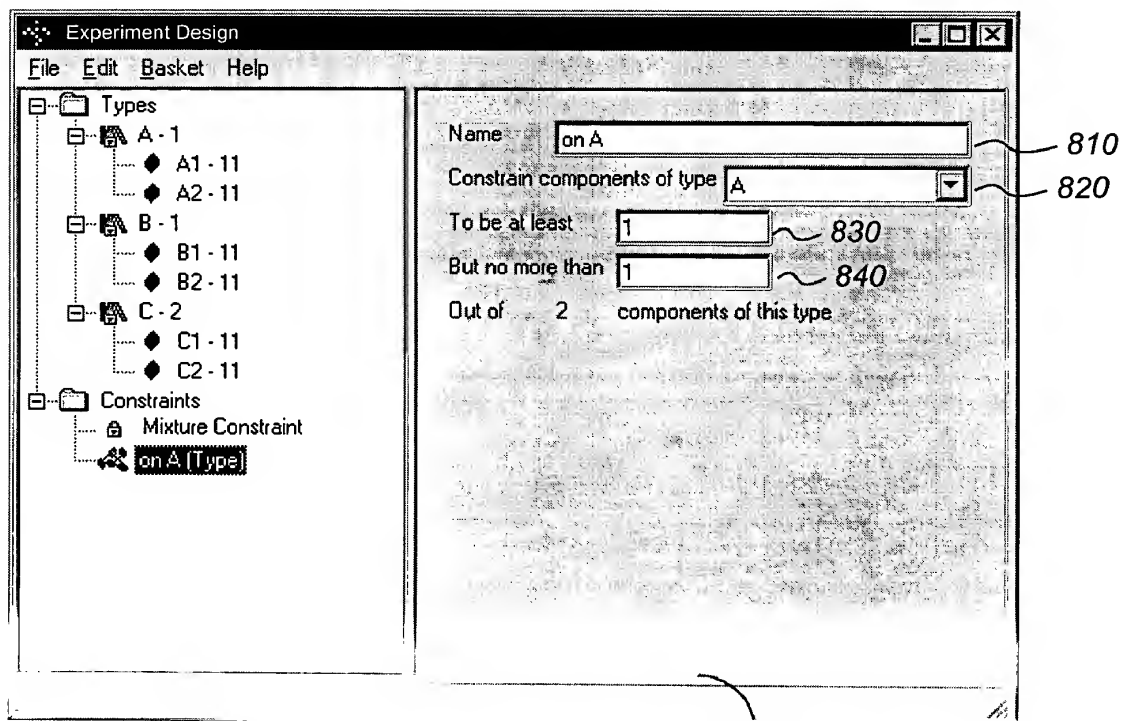 Experiment Design
File Edit Basket Help
Types
A - 1
A1 - 11
A2 - 11
B - 1
B1 - 11
B2 - 11
C - 2
C1 - 11
C2 - 11
Constraints
Mixture Constraint
on A (Type)
Name on A 810
Constrain components of type A 820
To be at least 1 830
But no more than 1 840
Out of 2 components of this type